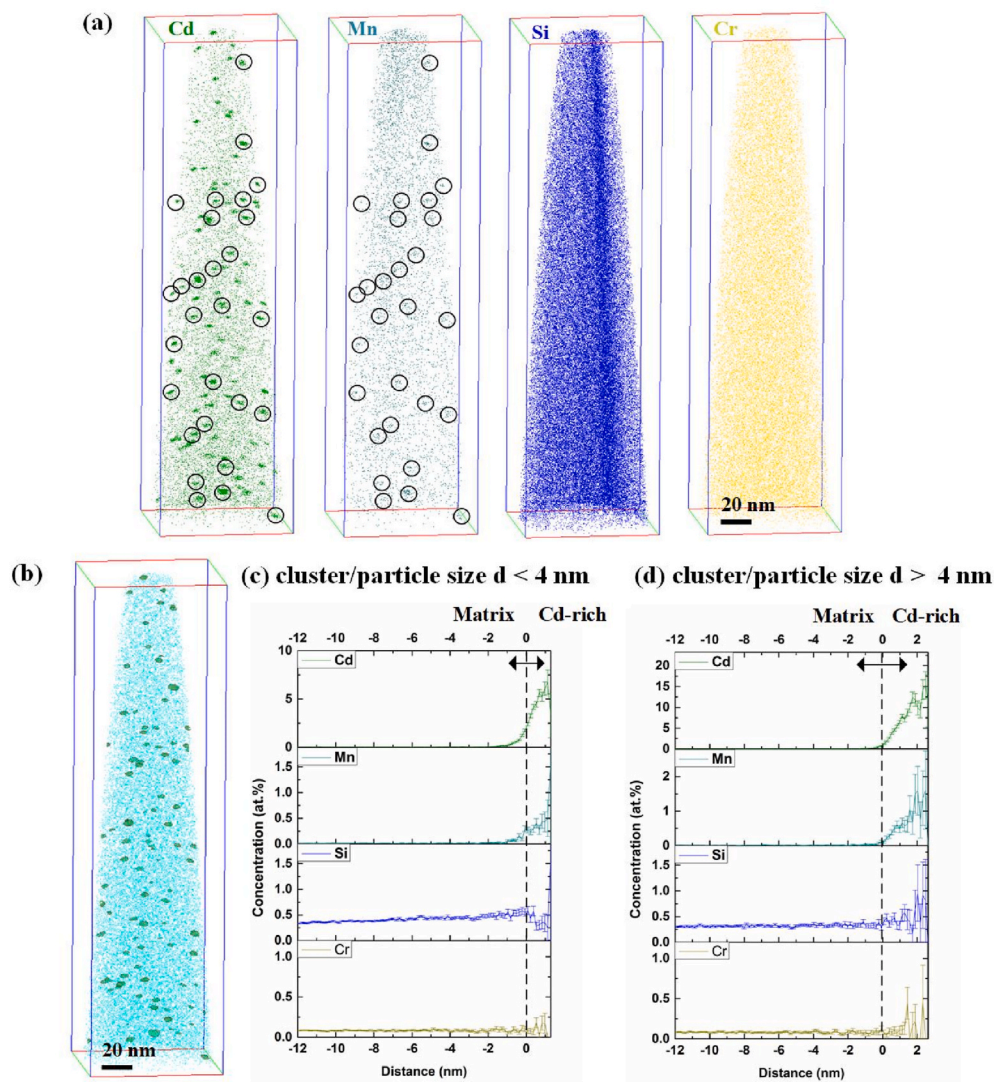 (a)
Cd
Mn
Si
Cr
20 nm
(b)
20 nm
(c) cluster/particle size d < 4 nm
Matrix Cd-rich
-12 -10 -8 -6 -4 -2 0
10
5
0
Cd
1.5
1.0
0.5
0.0
Mn
1.5
1.0
0.5
0.0
Si
1.0
0.5
0.0
Cr
Concentration (at.%)
-12 -10 -8 -6 -4 -2 0
Distance (nm)
(d) cluster/particle size d > 4 nm
Matrix Cd-rich
-12 -10 -8 -6 -4 -2 0 2
20
15
10
5
0
Cd
2
1
0
Mn
1.5
1.0
0.5
0.0
Si
1.0
0.5
0.0
Cr
Concentration (at.%)
-12 -10 -8 -6 -4 -2 0 2
Distance (nm)